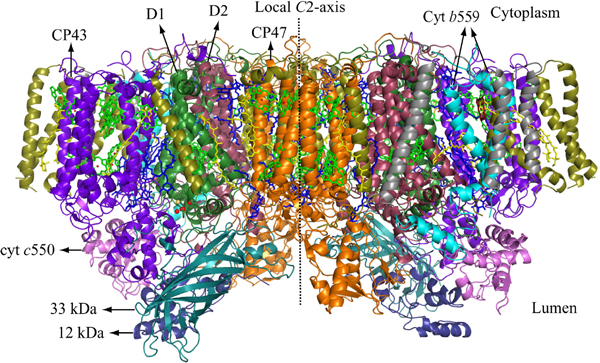 Local C2-axis
Cyt b559
Cytoplasm
D1
D2
CP43
CP47
cyt c550
33 kDa
12 kDa
Lumen